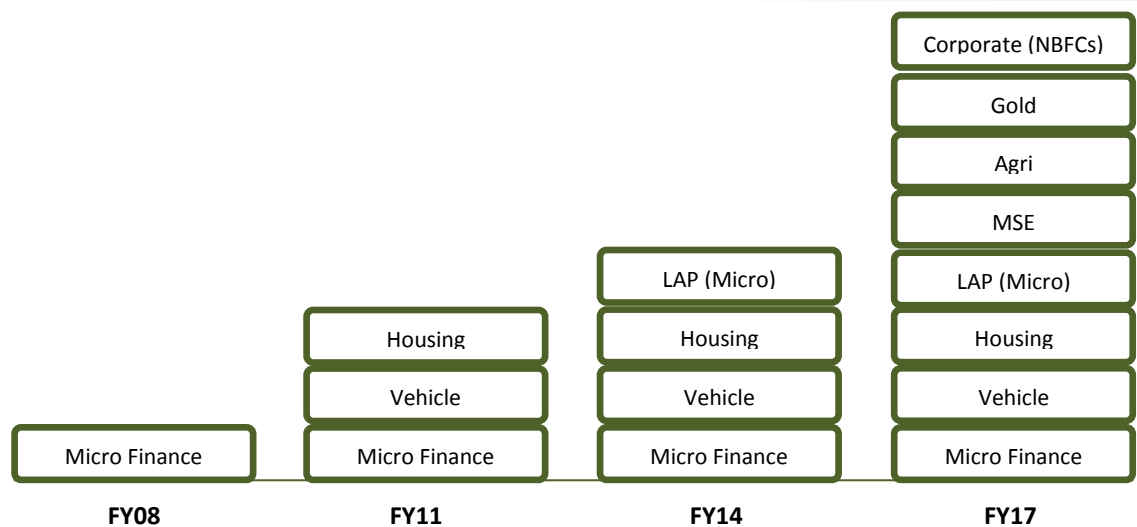 Corporate (NBFCs)
Gold
Agri
MSE
LAP (Micro)
LAP (Micro)
Housing
Housing
Housing
Vehicle
Vehicle
Vehicle
Micro Finance
Micro Finance
Micro Finance
Micro Finance
FY08
FY11
FY14
FY17